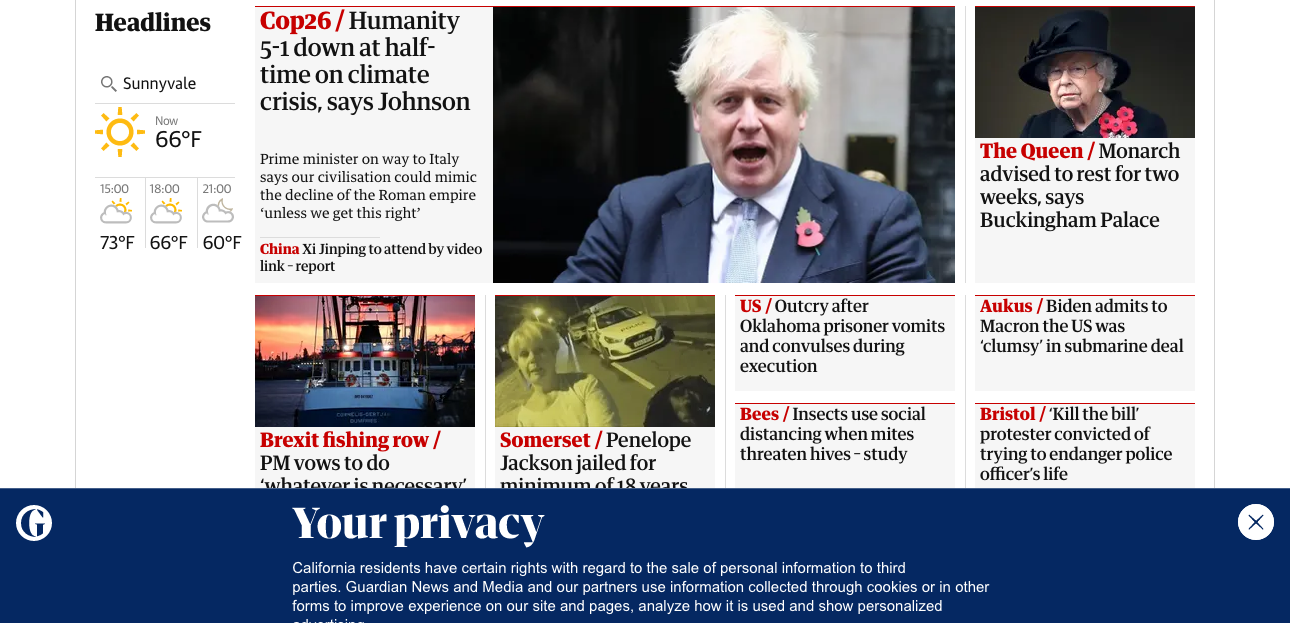 Headlines
Sunnyvale
Now
66°F
15:00
18:00
21:00
73°F
66°F
60°F
Cop26 / Humanity
5-1 down at half-
time on climate
crisis, says Johnson
Prime minister on way to Italy
says our civilisation could mimic
the decline of the Roman empire
‘unless we get this right’
China Xi Jinping to attend by video
link – report
The Queen / Monarch
advised to rest for two
weeks, says
Buckingham Palace
Brexit fishing row /
PM vows to do
‘whatever is necessary’
Somerset / Penelope
Jackson jailed for
minimum of 18 years
US / Outcry after
Oklahoma prisoner vomits
and convulses during
execution
Bees / Insects use social
distancing when mites
threaten hives – study
Aukus / Biden admits to
Macron the US was
‘clumsy’ in submarine deal
Bristol / ‘Kill the bill’
protester convicted of
trying to endanger police
officer’s life
Your privacy
California residents have certain rights with regard to the sale of personal information to third
parties. Guardian News and Media and our partners use information collected through cookies or in other
forms to improve experience on our site and pages, analyze how it is used and show personalized